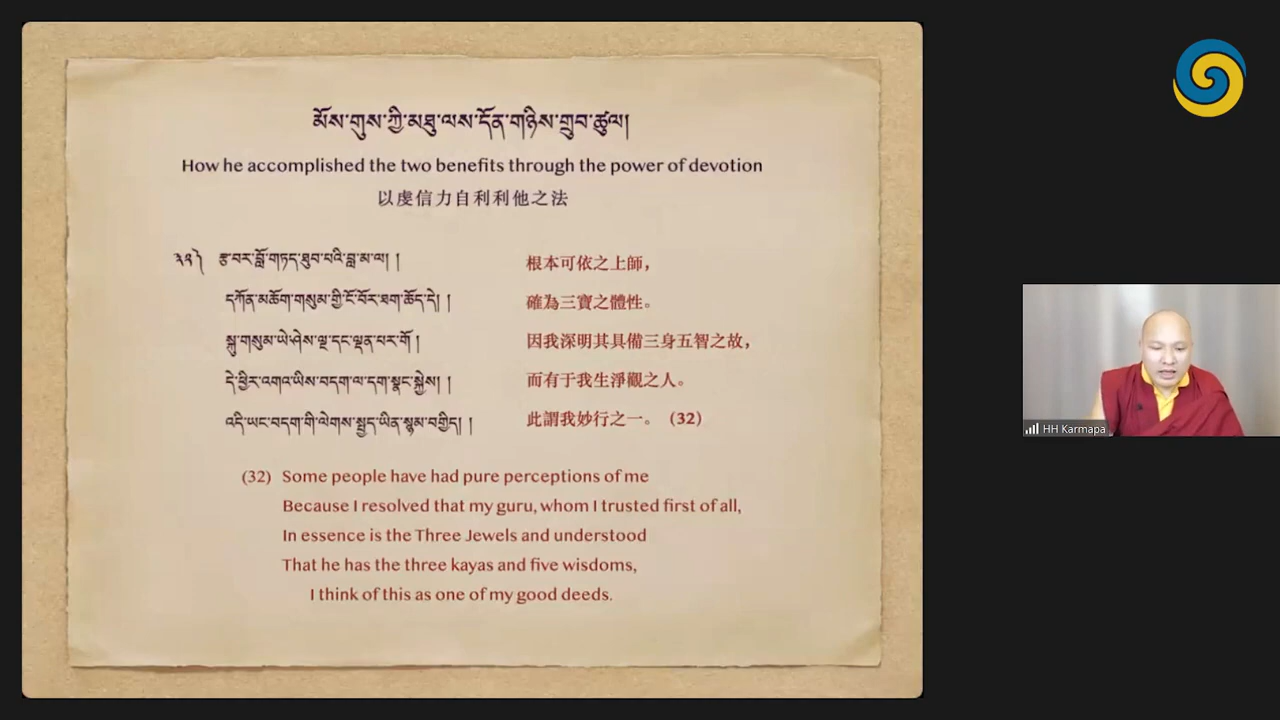 མོས་གུས་ཀྱི་མཐུ་ལས་དོན་གཉིས་གྲུབ་ཚུལ།
How he accomplished the two benefits through the power of devotion
以虔信力自利利他之法
༣༢༽ རྩ་བར་བློ་གཏད་ཐུབ་པའི་བླ་མ་ལ། །
དཀོན་མཆོག་གསུམ་གྱི་ངོ་བོར་ཐག་ཆོད་དེ། །
སྐུ་གསུམ་ཡེ་ཤེས་ལྔ་དང་ལྡན་པར་གོ །
དེ་ཕྱིར་འགའ་ཡིས་བདག་ལ་དག་སྣང་སྐྱེས། །
འདི་ཡང་བདག་གི་ལེགས་སྤྱད་ཡིན་སྙམ་བགྱིད། །
根本可依之上師，
確為三寶之體性。
因我深明其具備三身五智之故，
而有于我生淨觀之人。
此謂我妙行之一。（32）
(32) Some people have had pure perceptions of me
Because I resolved that my guru, whom I trusted first of all,
In essence is the Three Jewels and understood
That he has the three kayas and five wisdoms,
I think of this as one of my good deeds.
HH Karmapa